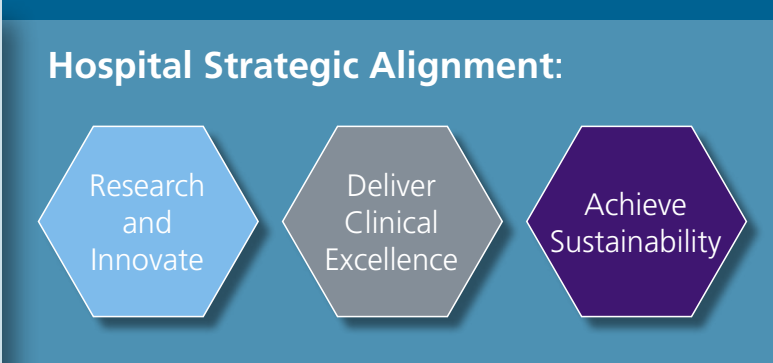 Hospital Strategic Alignment:
Research
and
Innovate
Deliver
Clinical
Excellence
Achieve
Sustainability